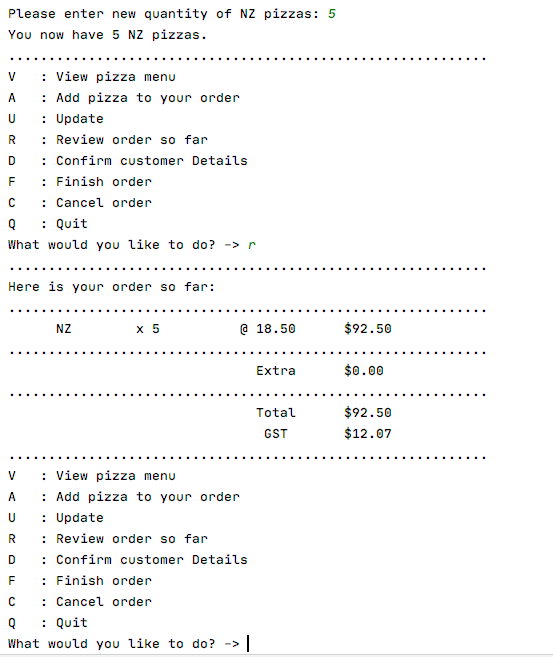 Please enter new quantity of NZ pizzas: 5
You now have 5 NZ pizzas.
............................................................
V   : View pizza menu
A   : Add pizza to your order
U   : Update
R   : Review order so far
D   : Confirm customer Details
F   : Finish order
C   : Cancel order
Q   : Quit
What would you like to do? -> r
............................................................
Here is your order so far:
............................................................
      NZ        x 5          @ 18.50      $92.50
............................................................
                               Extra      $0.00
............................................................
                               Total      $92.50
                                GST       $12.07
............................................................
V   : View pizza menu
A   : Add pizza to your order
U   : Update
R   : Review order so far
D   : Confirm customer Details
F   : Finish order
C   : Cancel order
Q   : Quit
What would you like to do? ->